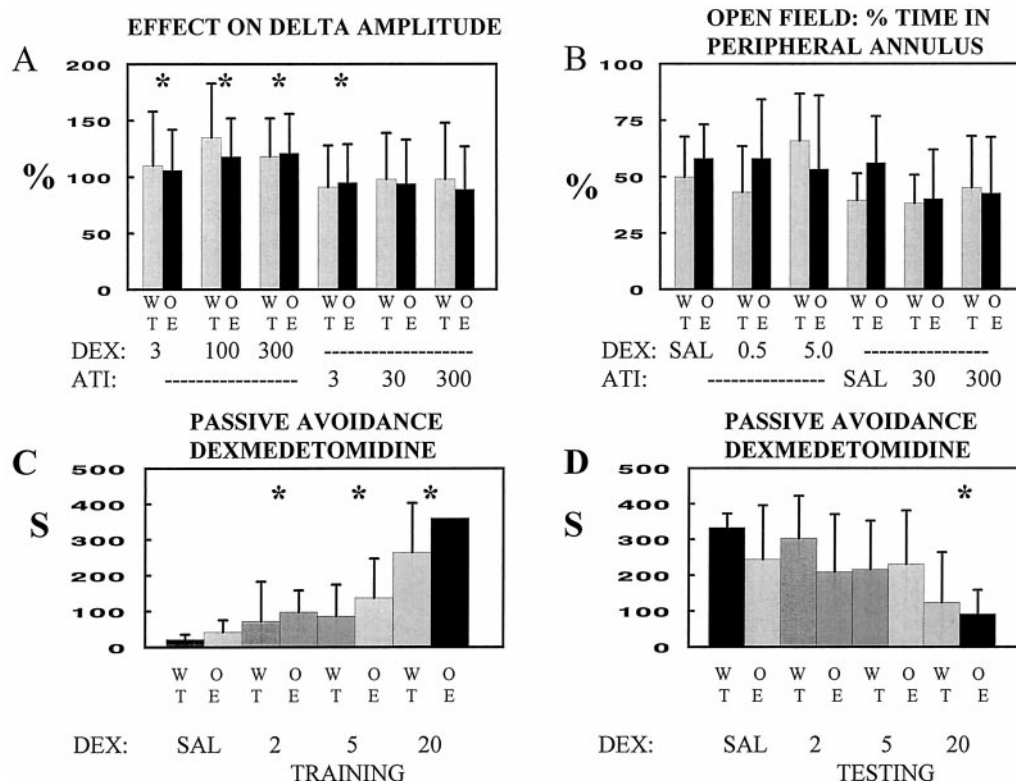 EFFECT ON DELTA AMPLITUDE
A
200
* * * *
150
%
100
50
0
W O W O W O W O W O W O
T E T E T E T E T E T E
DEX: 3 100 300 ----------------
ATI: -------------- 3 30 300
OPEN FIELD: % TIME IN
PERIPHERAL ANNULUS
B
100
75
%
50
25
0
W O W O W O W O W O W O
T E T E T E T E T E T E
DEX: SAL 0.5 5.0 -------------
ATI: ------------ SAL 30 300
PASSIVE AVOIDANCE
DEXMEDETOMIDINE
C
500
* * *
400
S
300
200
100
0
W O W O W O W O
T E T E T E T E
DEX: SAL 2 5 20
TRAINING
PASSIVE AVOIDANCE
DEXMEDETOMIDINE
D
500
*
400
S
300
200
100
0
W O W O W O W O
T E T E T E T E
DEX: SAL 2 5 20
TESTING